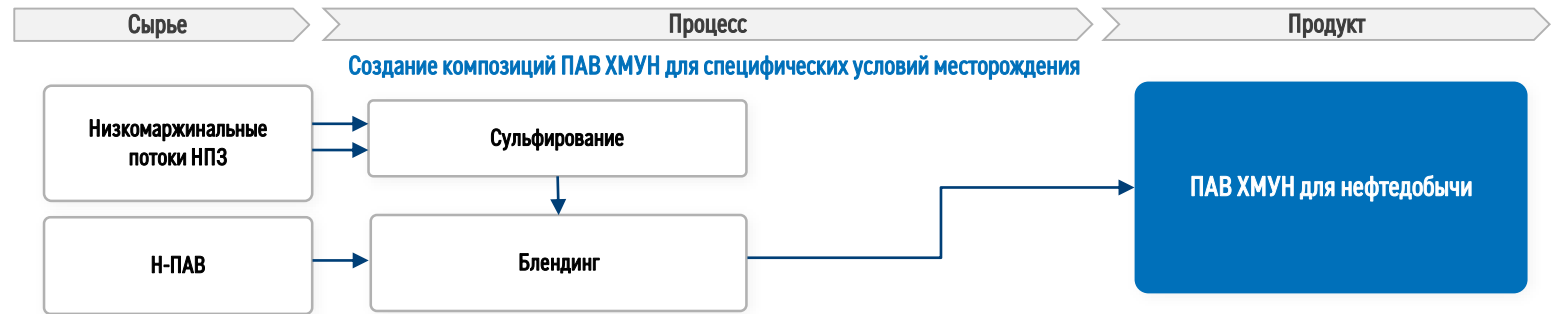 Сырье
Процесс
Продукт
Создание композиций ПАВ ХМУН для специфических условий месторождения
Низкомаржинальные
потоки НПЗ
Сульфирование
ПАВ ХМУН для нефтедобычи
Н-ПАВ
Блендинг